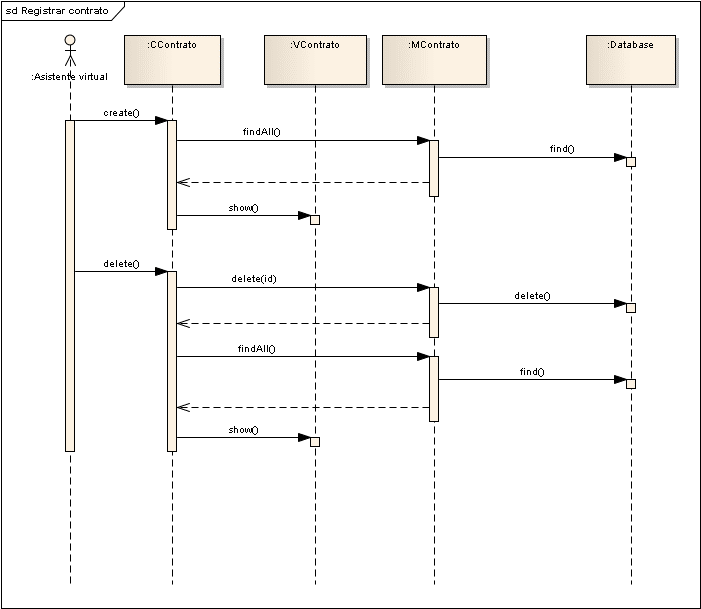 sd Registrar contrato
:Asistente virtual
:CContrato
:VContrato
:MContrato
:Database
create()
findAll()
find()
show()
delete()
delete(id)
delete()
findAll()
find()
show()